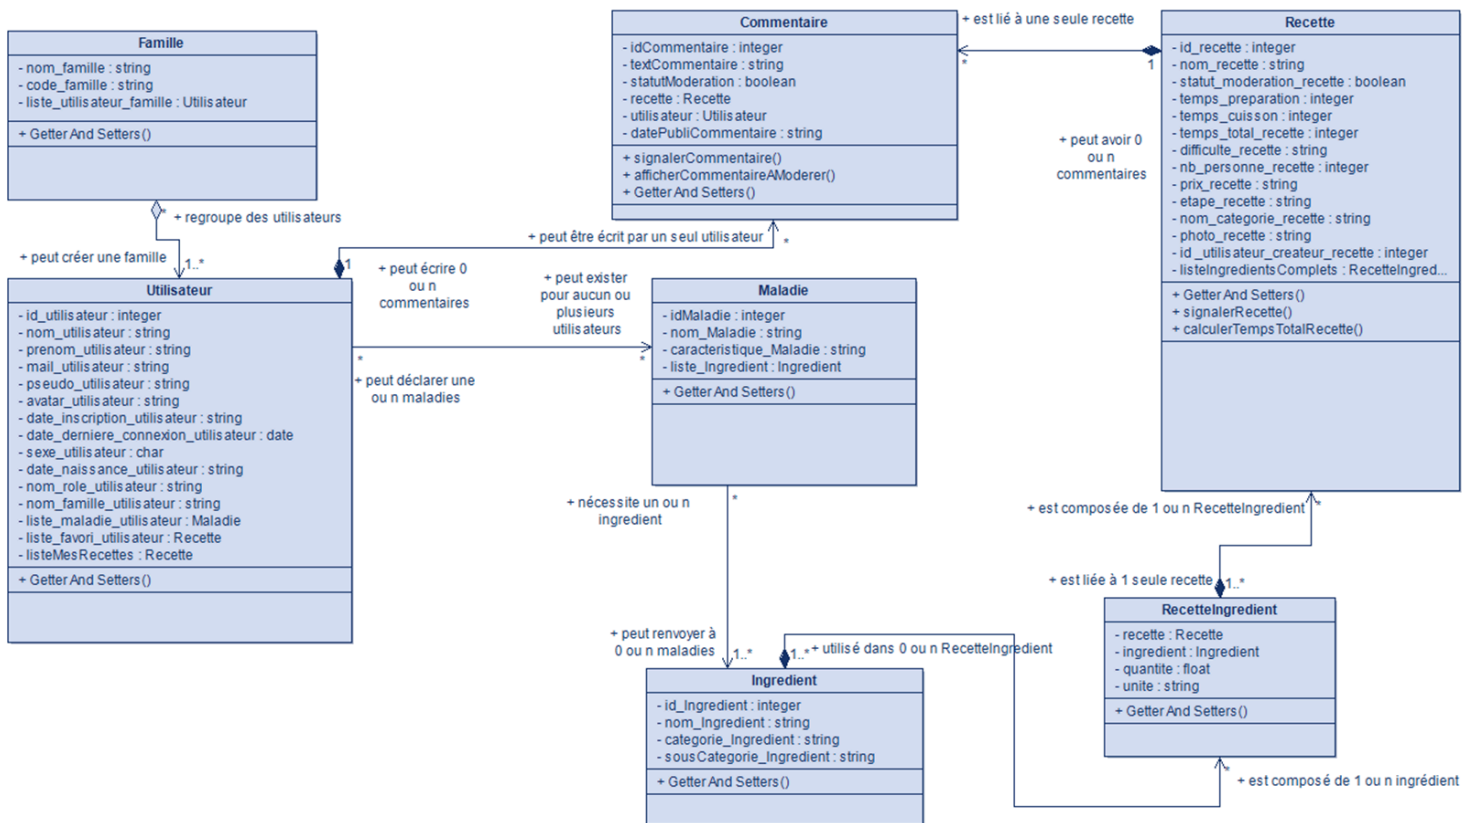 Famille
- nom_famille : string
- code_famille : string
- liste_utilisateur_famille : Utilisateur
+ Getter And Setters()
*
+ regroupe des utilisateurs
+ peut créer une famille
1..*
Commentaire
- idCommentaire : integer
- textCommentaire : string
- statutModeration : boolean
- recette : Recette
- utilisateur : Utilisateur
- datePubliCommentaire : string
+ signalerCommentaire()
+ afficherCommentaireAModerer()
+ Getter And Setters()
+ est lié à une seule recette
*
1
+ peut avoir 0
ou n
commentaires
Recette
- id_recette : integer
- nom_recette : string
- statut_moderation_recette : boolean
- temps_preparation : integer
- temps_cuisson : integer
- temps_total_recette : integer
- difficulte_recette : string
- nb_personne_recette : integer
- prix_recette : string
- etape_recette : string
- nom_categorie_recette : string
- photo_recette : string
- id _utilisateur_createur_recette : integer
- listeIngredientsComplets : RecetteIngred...
+ Getter And Setters()
+ signalerRecette()
+ calculerTempsTotalRecette()
+ peut être écrit par un seul utilisateur
*
1
+ peut écrire 0
ou n
commentaires
Utilisateur
- id_utilisateur : integer
- nom_utilisateur : string
- prenom_utilisateur : string
- mail_utilisateur : string
- pseudo_utilisateur : string
- avatar_utilisateur : string
- date_inscription_utilisateur : string
- date_derniere_connexion_utilisateur : date
- sexe_utilisateur : char
- date_naissance_utilisateur : string
- nom_role_utilisateur : string
- nom_famille_utilisateur : string
- liste_maladie_utilisateur : Maladie
- liste_favori_utilisateur : Recette
- listeMesRecettes : Recette
+ Getter And Setters()
+ peut exister
pour aucun ou
plusieurs
utilisateurs
*
*
+ peut déclarer une
ou n maladies
Maladie
- idMaladie : integer
- nom_Maladie : string
- caracteristique_Maladie : string
- liste_Ingredient : Ingredient
+ Getter And Setters()
+ nécessite un ou n
ingredient
*
+ peut renvoyer à
0 ou n maladies
1..*
1..*
+ utilisé dans 0 ou n RecetteIngredient
Ingredient
- id_Ingredient : integer
- nom_Ingredient : string
- categorie_Ingredient : string
- sousCategorie_Ingredient : string
+ Getter And Setters()
+ est composée de 1 ou n RecetteIngredient
*
+ est liée à 1 seule recette
1..*
RecetteIngredient
- recette : Recette
- ingredient : Ingredient
- quantite : float
- unite : string
+ Getter And Setters()
*
+ est composé de 1 ou n ingrédient